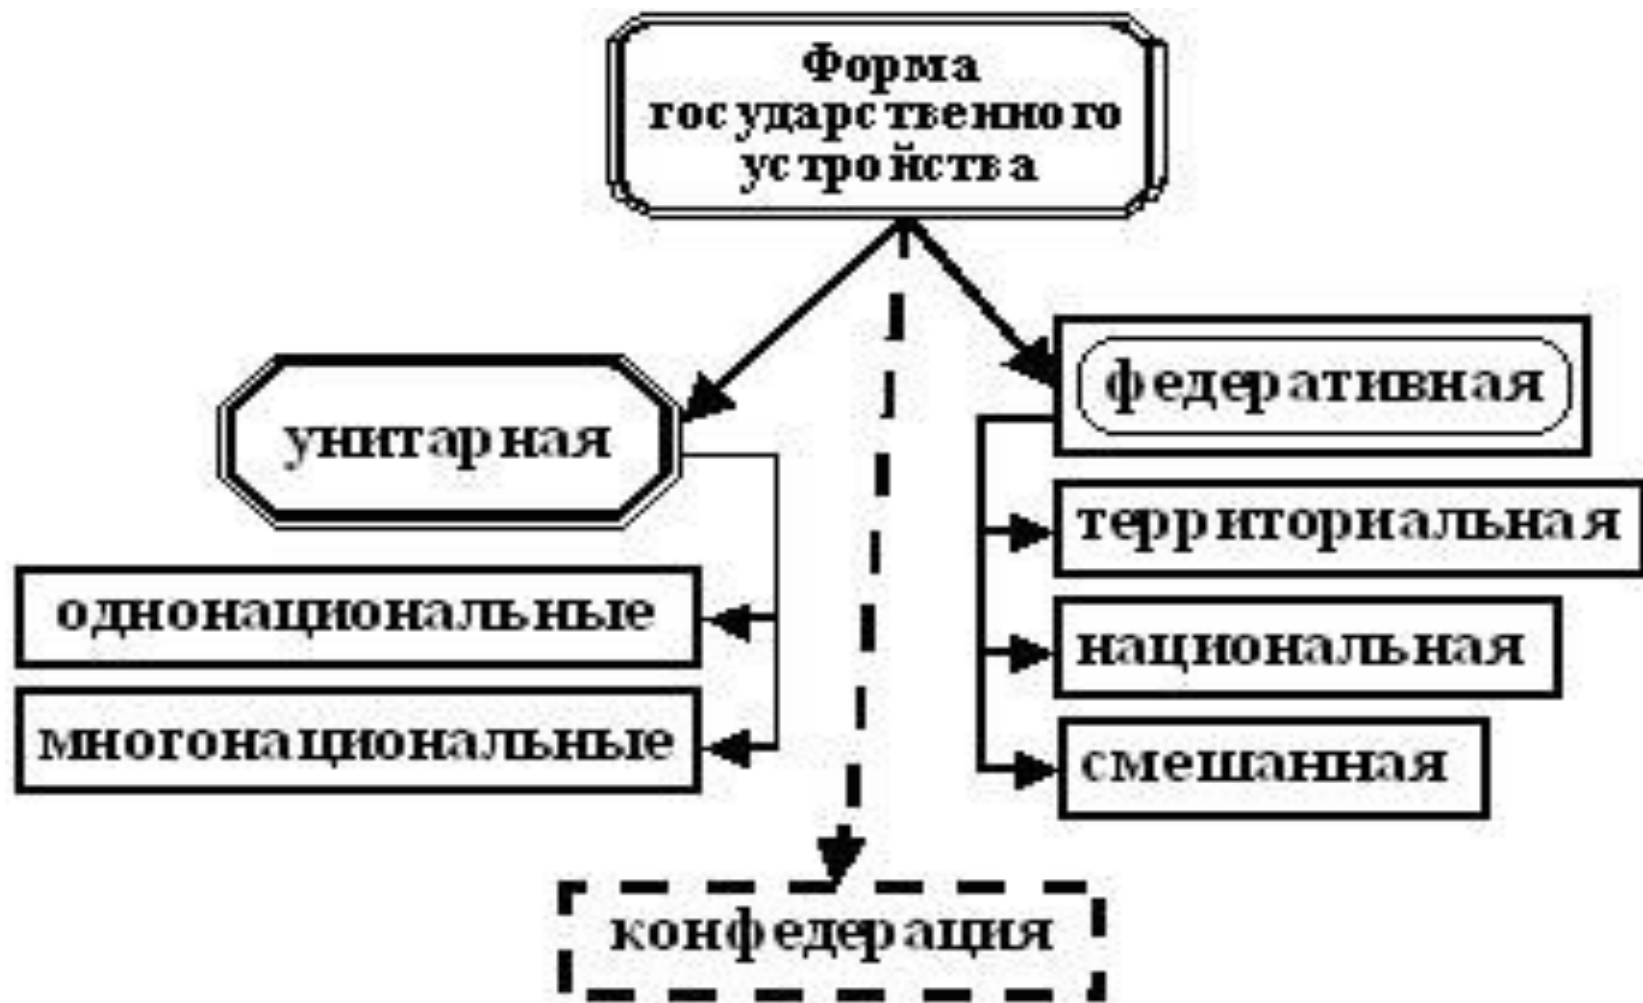 Форма
государственного
устройства
унитарная
однонациональные
многонациональные
федеративная
территориальная
национальная
смешанная
конфедерация